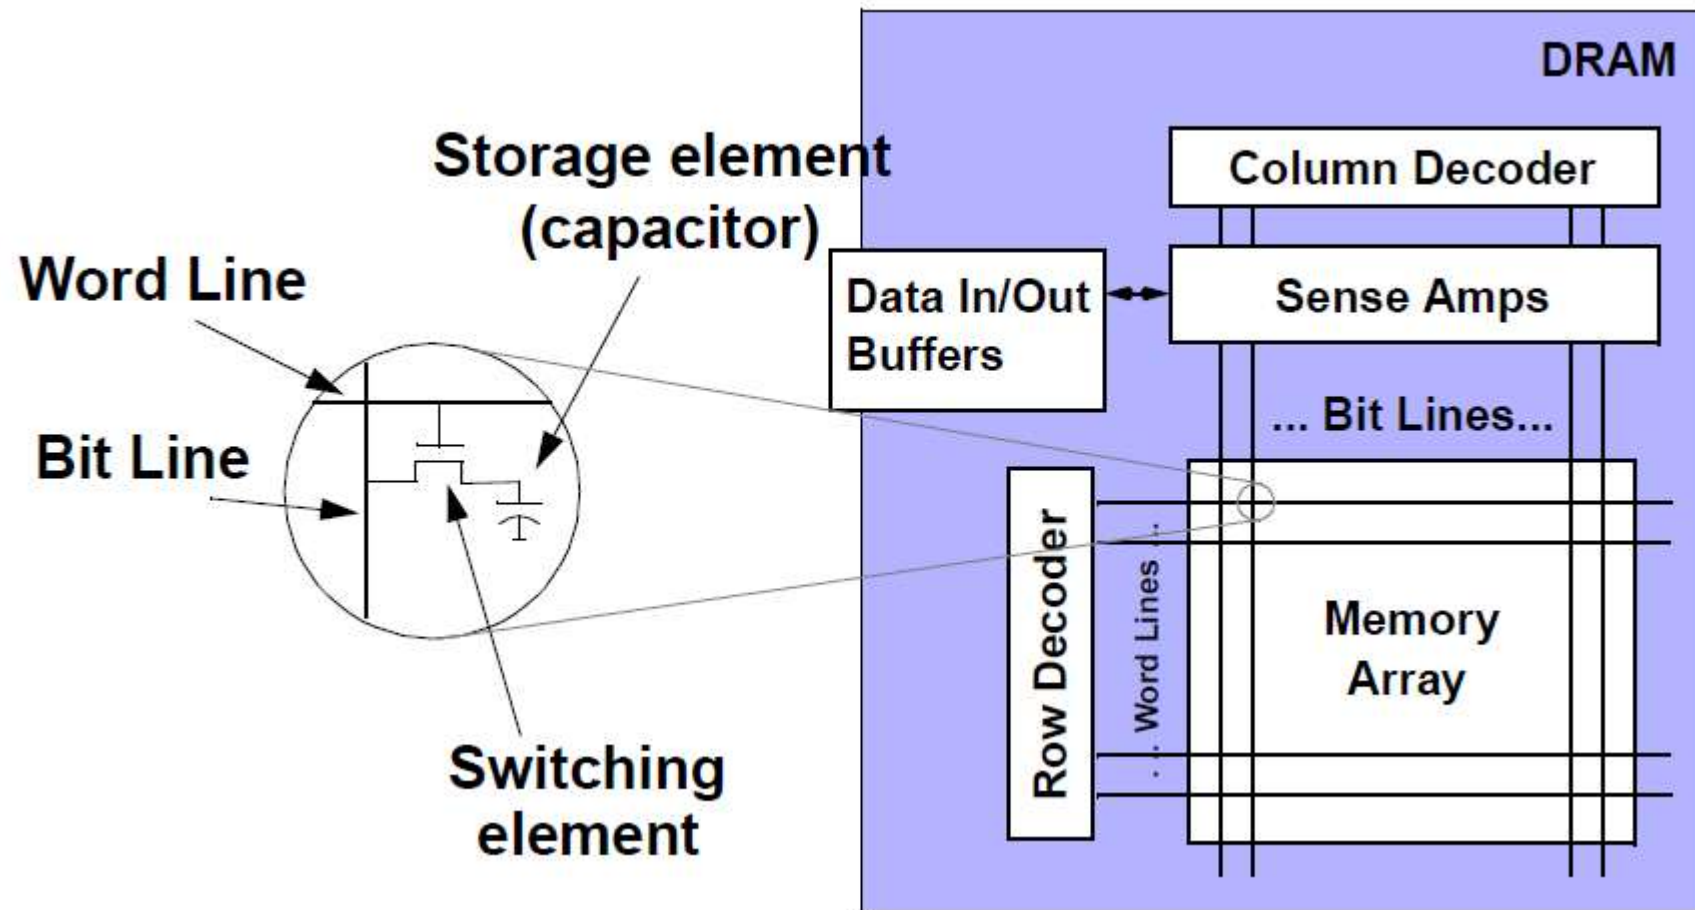 DRAM
Storage element
(capacitor)
Column Decoder
Word Line
Data In/Out
Buffers
Sense Amps
Bit Line
... Bit Lines...
Row Decoder
... Word Lines ...
Memory
Array
Switching
element